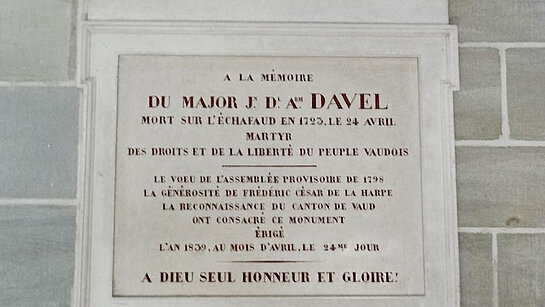 A LA MÉMOIRE
DU MAJOR Jn. Dl. Abm. DAVEL
MORT SUR L'ÉCHAFAUD EN 1723, LE 24 AVRIL
MARTYR
DES DROITS ET DE LA LIBERTÉ DU PEUPLE VAUDOIS
LE VOEU DE L'ASSEMBLÉE PROVISOIRE DE 1798
LA GÉNÉROSITÉ DE FRÉDÉRIC CÉSAR DE LA HARPE
LA RECONNAISSANCE DU CANTON DE VAUD
ONT CONSACRÉ CE MONUMENT
ÉRIGÉ
L'AN 1839, AU MOIS D'AVRIL, LE 24ME JOUR
A DIEU SEUL HONNEUR ET GLOIRE!